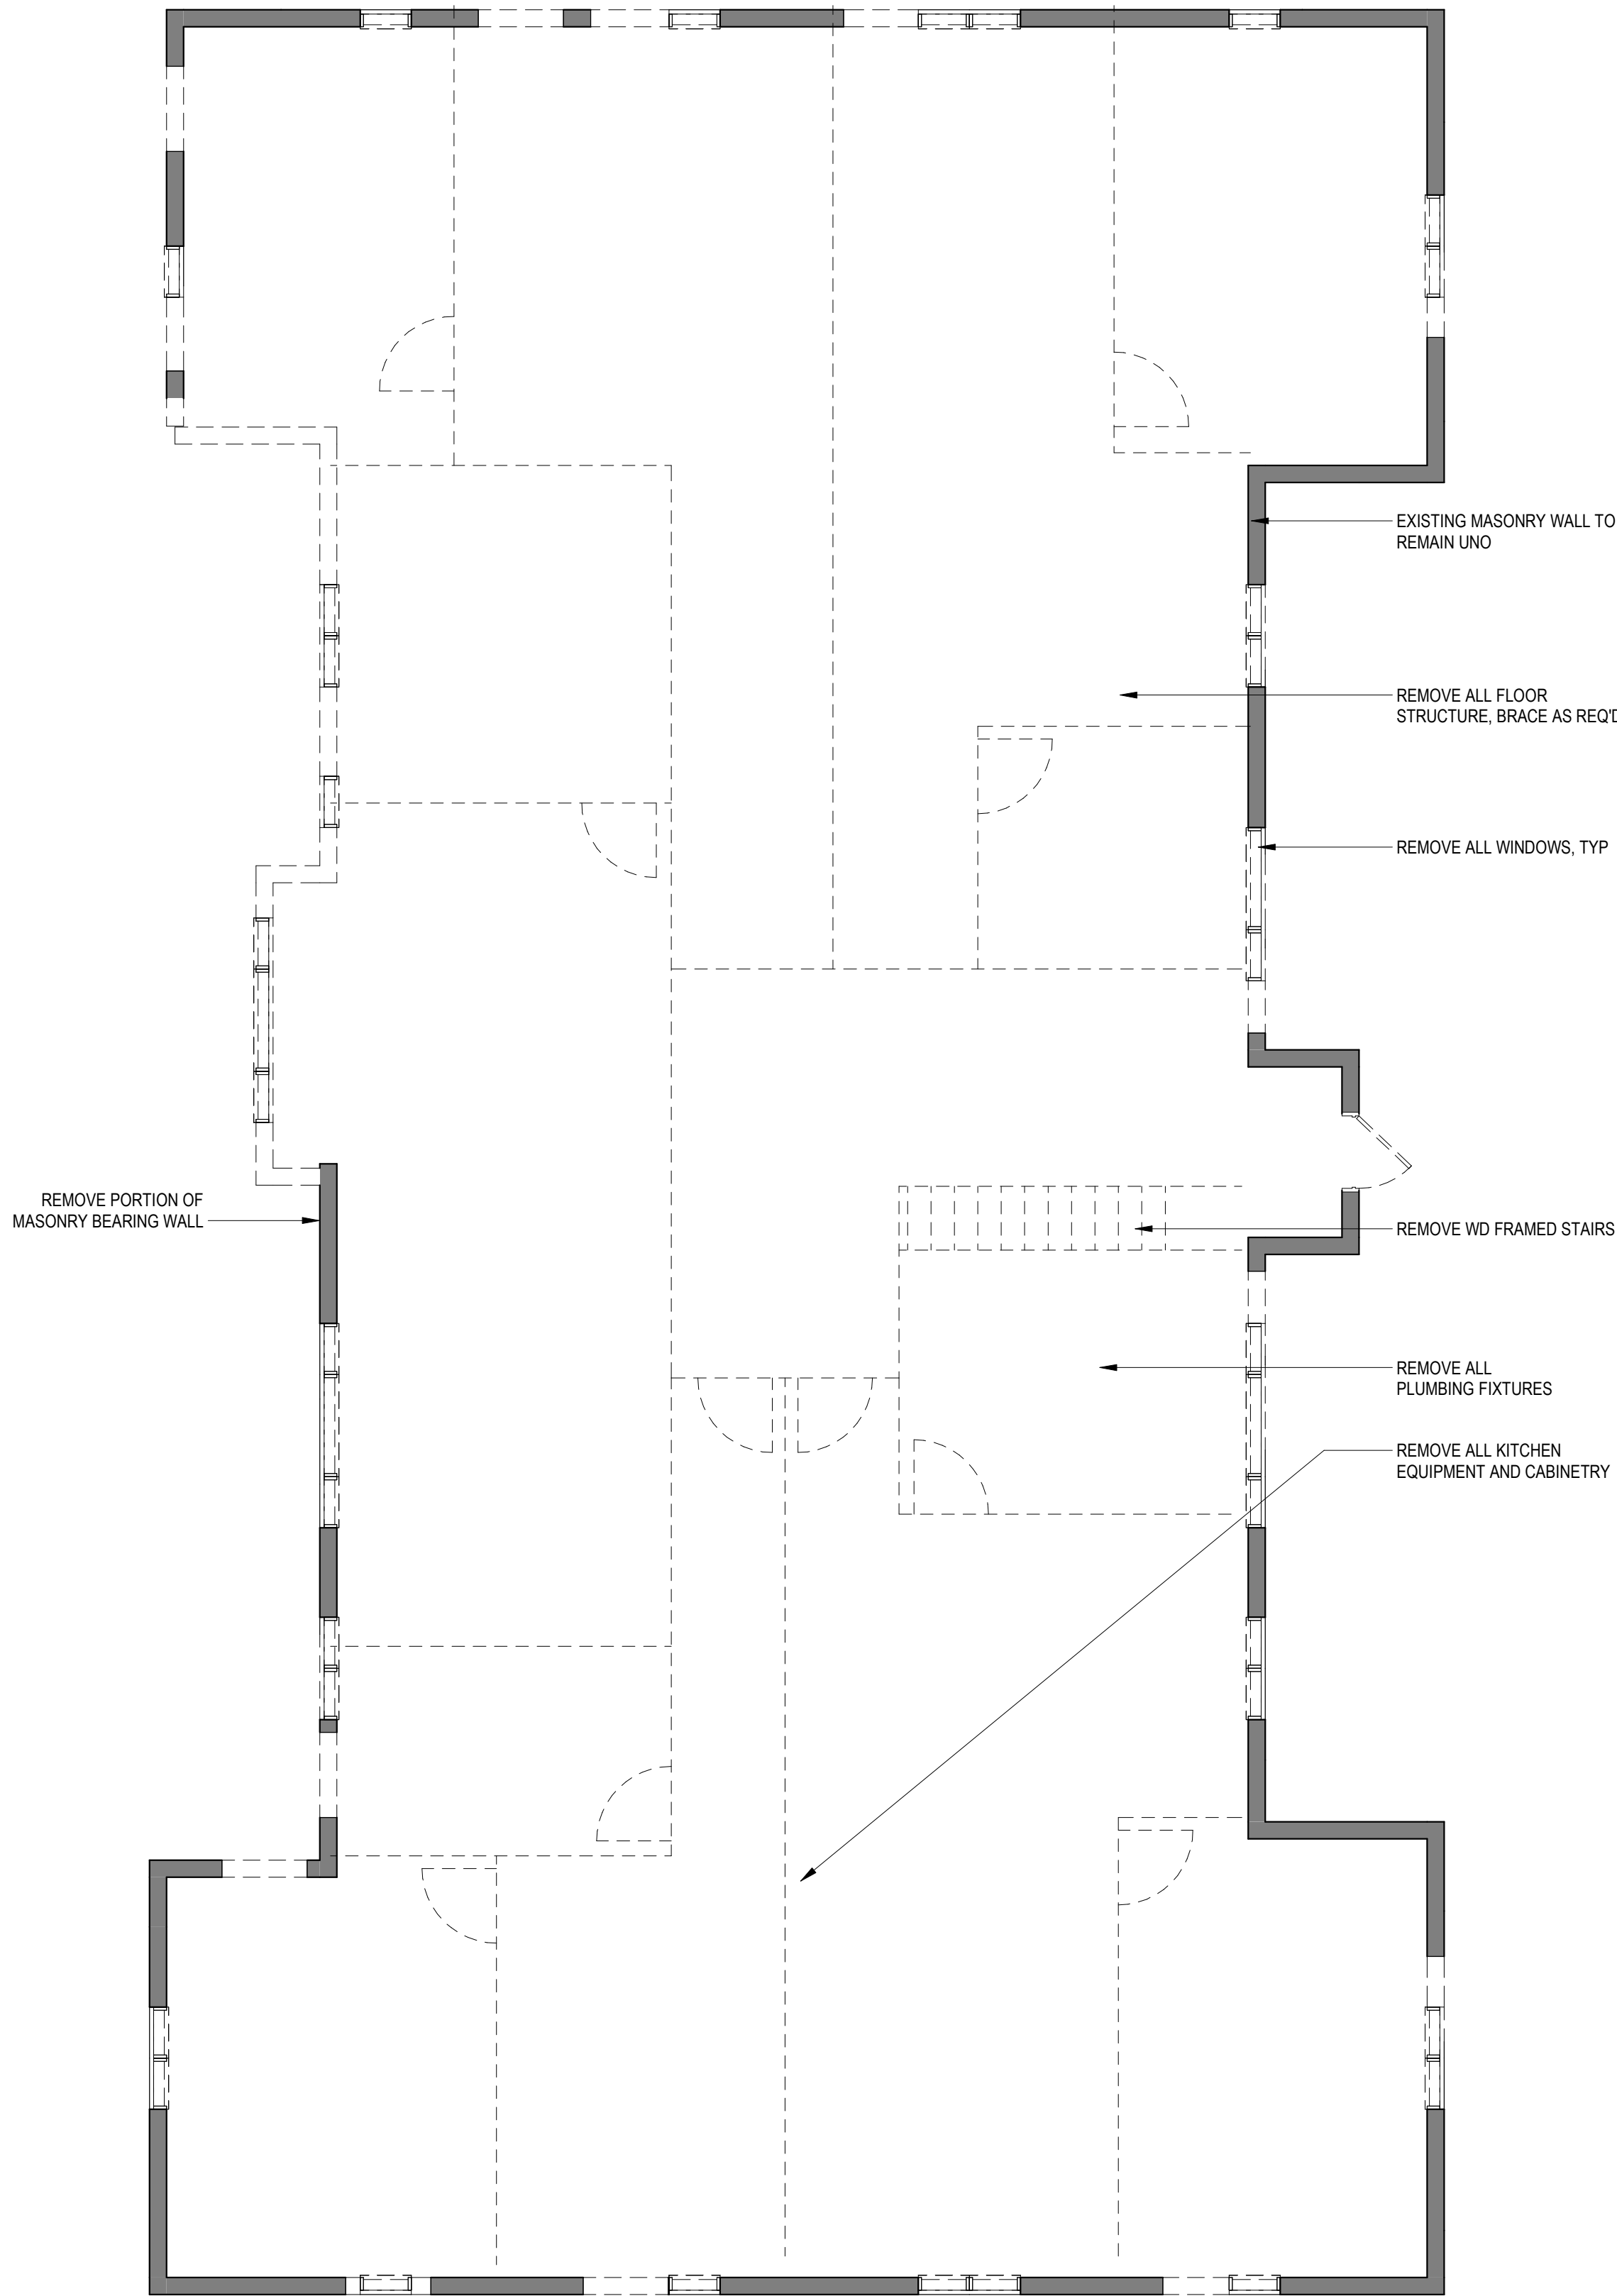 EXISTING MASONRY WALL TO
REMAIN UNO
REMOVE ALL FLOOR
STRUCTURE, BRACE AS REQ'D
REMOVE ALL WINDOWS, TYP
REMOVE PORTION OF
MASONRY BEARING WALL
REMOVE WD FRAMED STAIRS
REMOVE ALL
PLUMBING FIXTURES
REMOVE ALL KITCHEN
EQUIPMENT AND CABINETRY